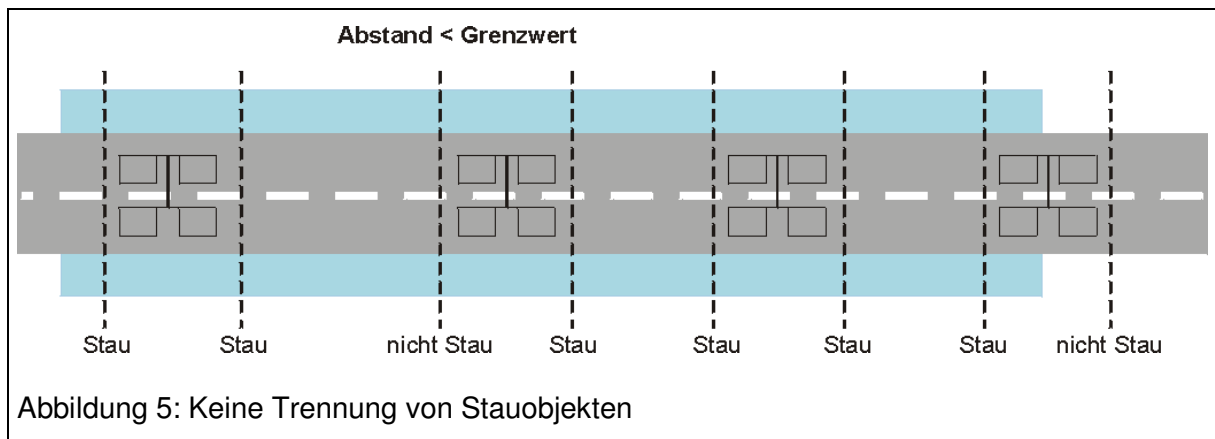 Abstand < Grenzwert
Stau Stau nicht Stau Stau Stau Stau Stau nicht Stau
Abbildung 5: Keine Trennung von Stauobjekten